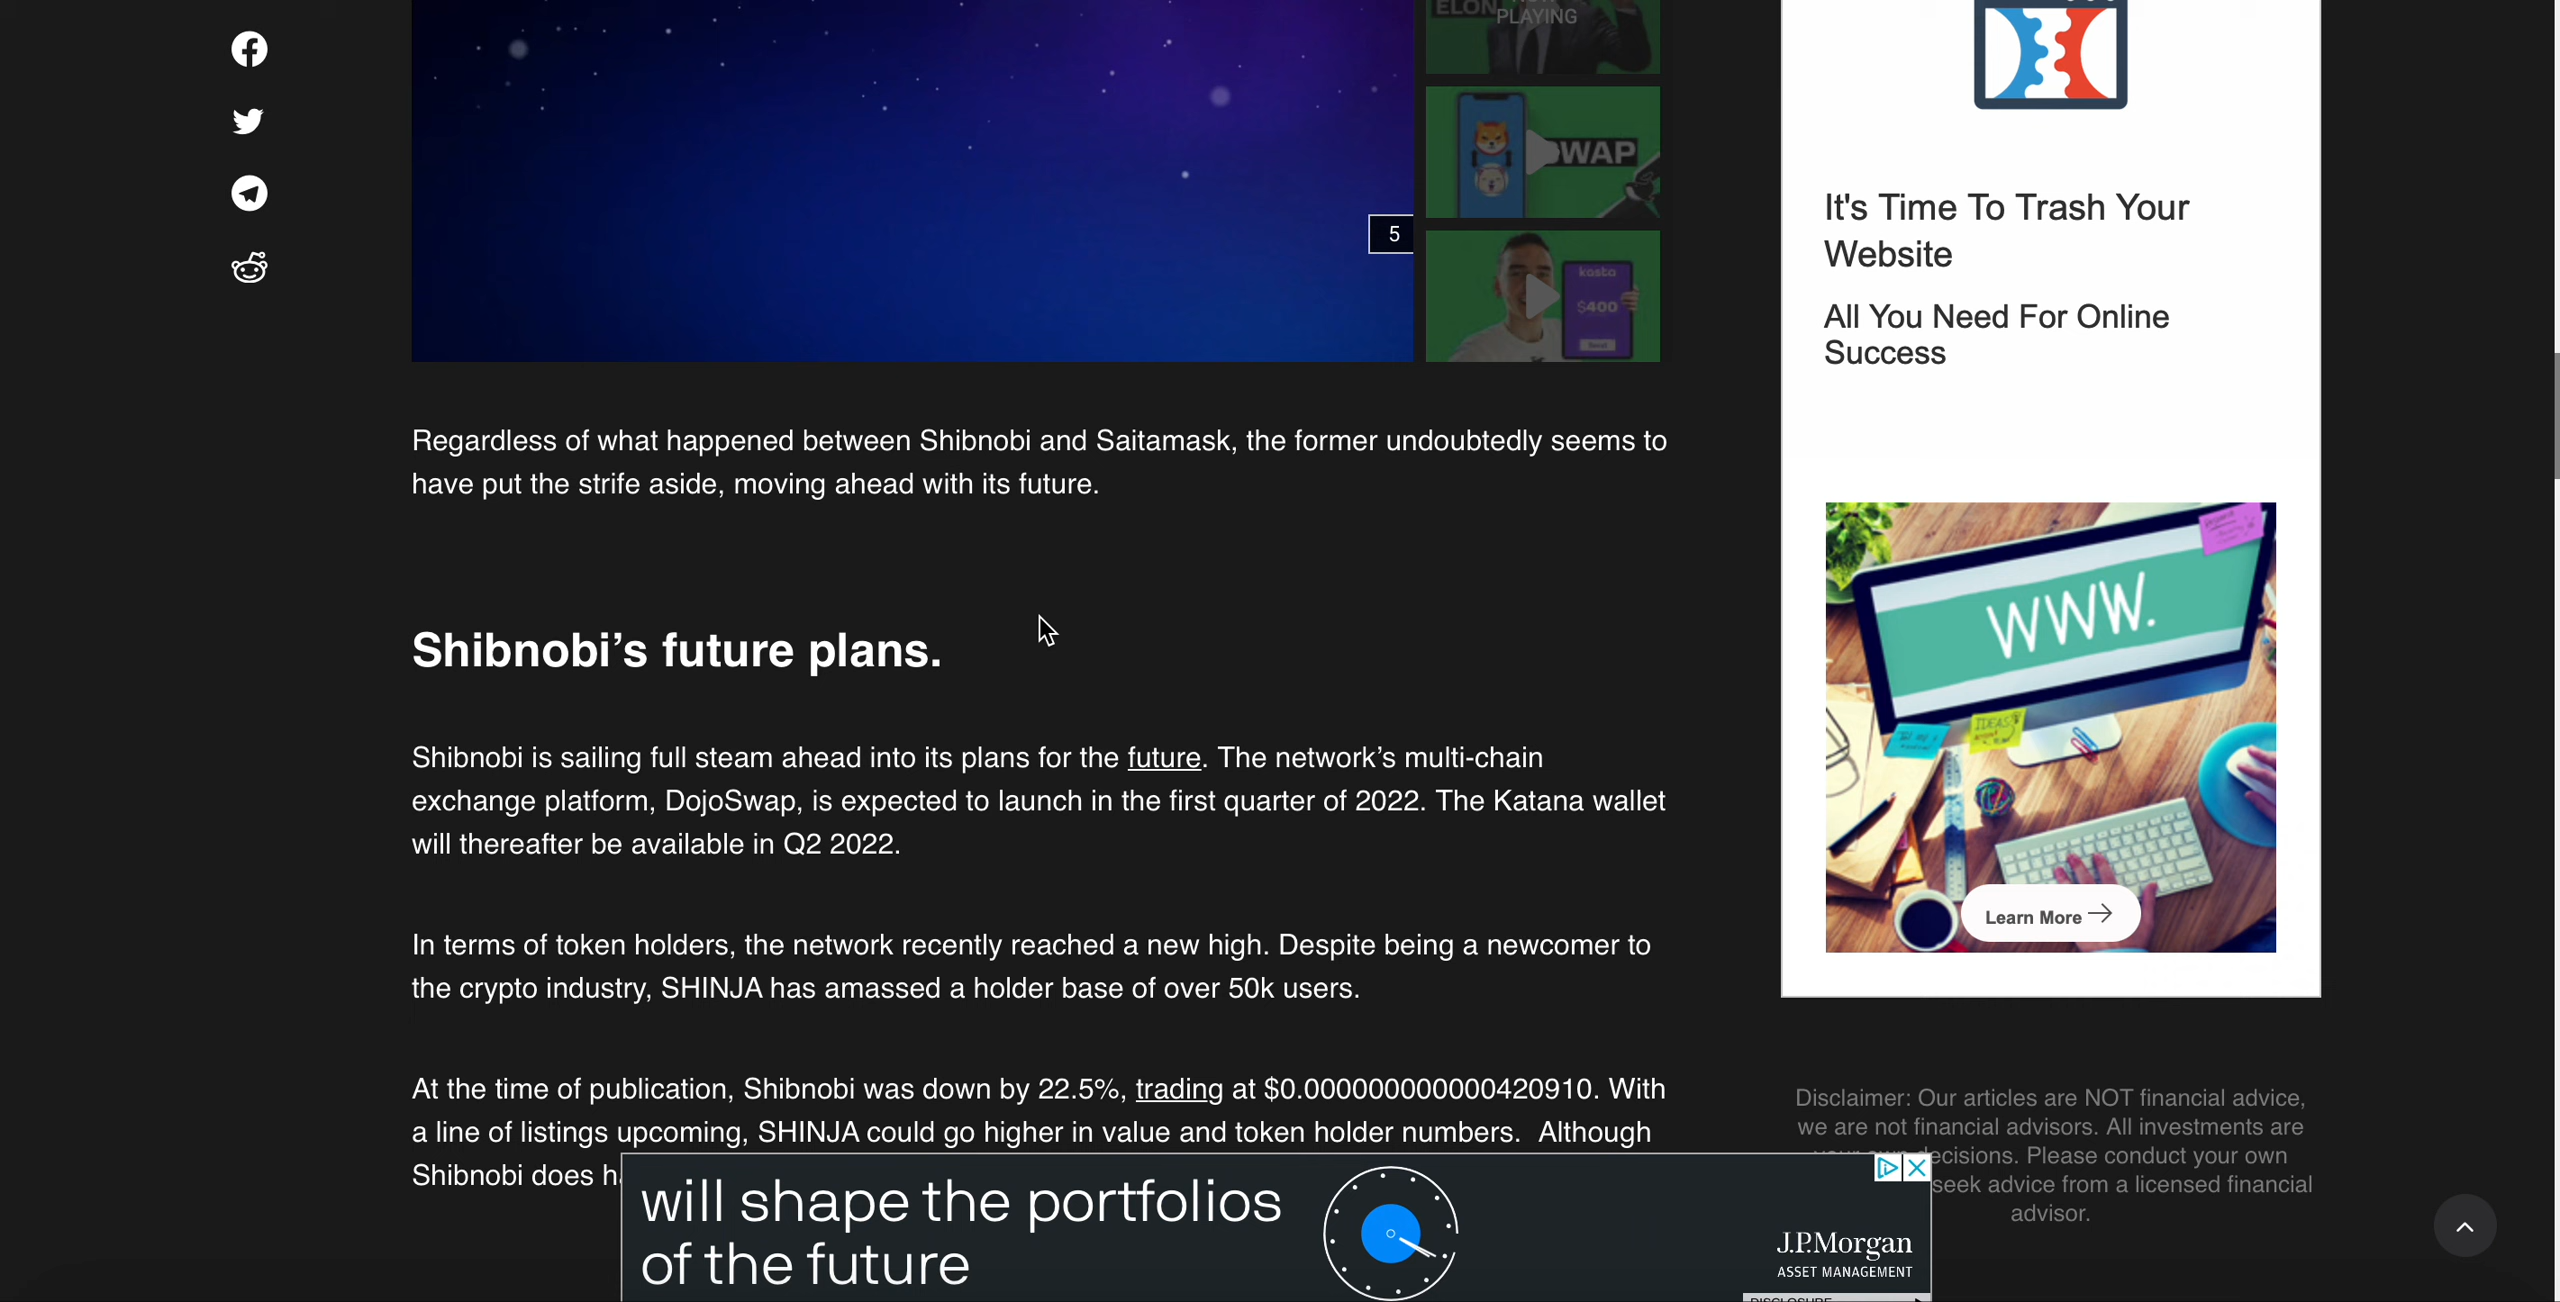 ELON
PLAYING
WAP
5
kasta
$400
Regardless of what happened between Shibnobi and Saitamask, the former undoubtedly seems to
have put the strife aside, moving ahead with its future.
Shibnobi’s future plans.
Shibnobi is sailing full steam ahead into its plans for the future. The network’s multi-chain
exchange platform, DojoSwap, is expected to launch in the first quarter of 2022. The Katana wallet
will thereafter be available in Q2 2022.
In terms of token holders, the network recently reached a new high. Despite being a newcomer to
the crypto industry, SHINJA has amassed a holder base of over 50k users.
At the time of publication, Shibnobi was down by 22.5%, trading at $0.000000000000420910. With
a line of listings upcoming, SHINJA could go higher in value and token holder numbers.  Although
Shibnobi does
will shape the portfolios
of the future
J.P.Morgan
ASSET MANAGEMENT
It's Time To Trash Your
Website
All You Need For Online
Success
WWW.
IDEAS
Learn More
Disclaimer: Our articles are NOT financial advice,
we are not financial advisors. All investments are
decisions. Please conduct your own
seek advice from a licensed financial
advisor.